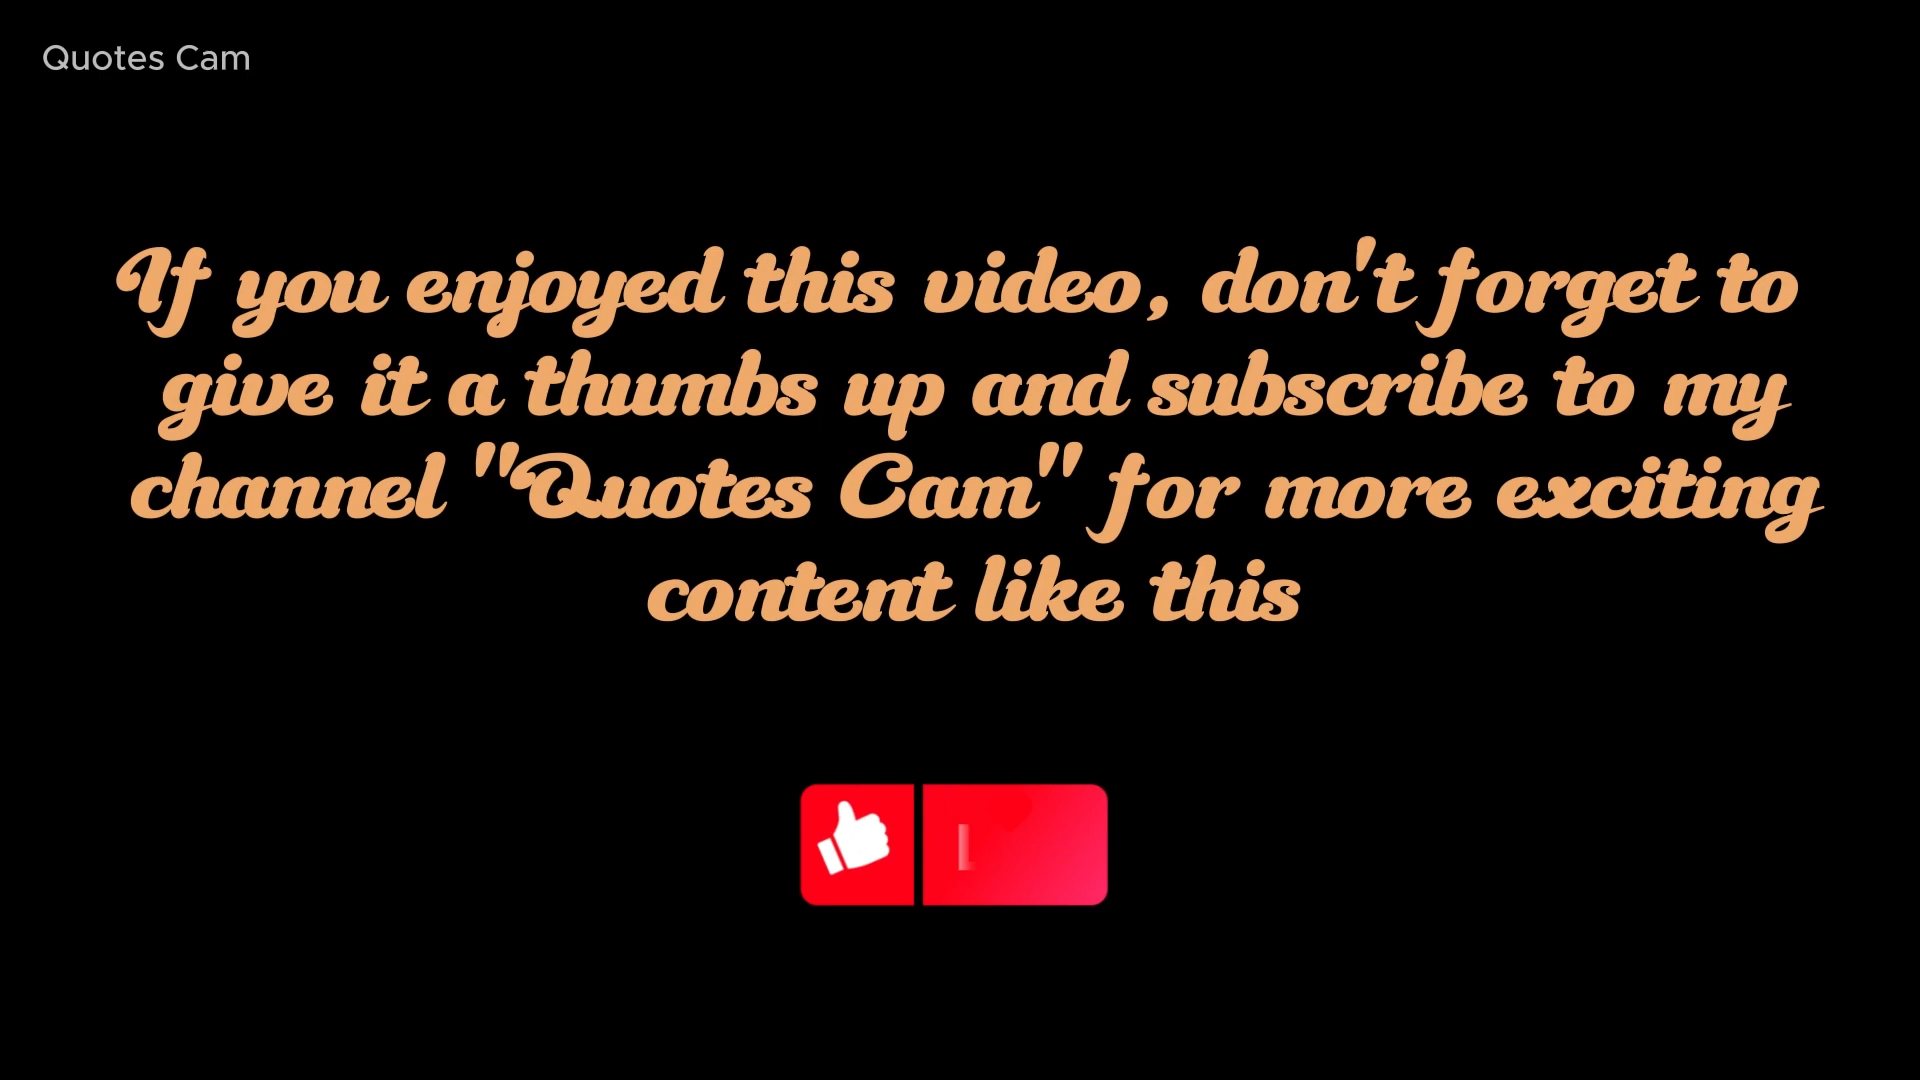 Quotes Cam
If you enjoyed this video, don't forget to
give it a thumbs up and subscribe to my
channel "Quotes Cam" for more exciting
content like this